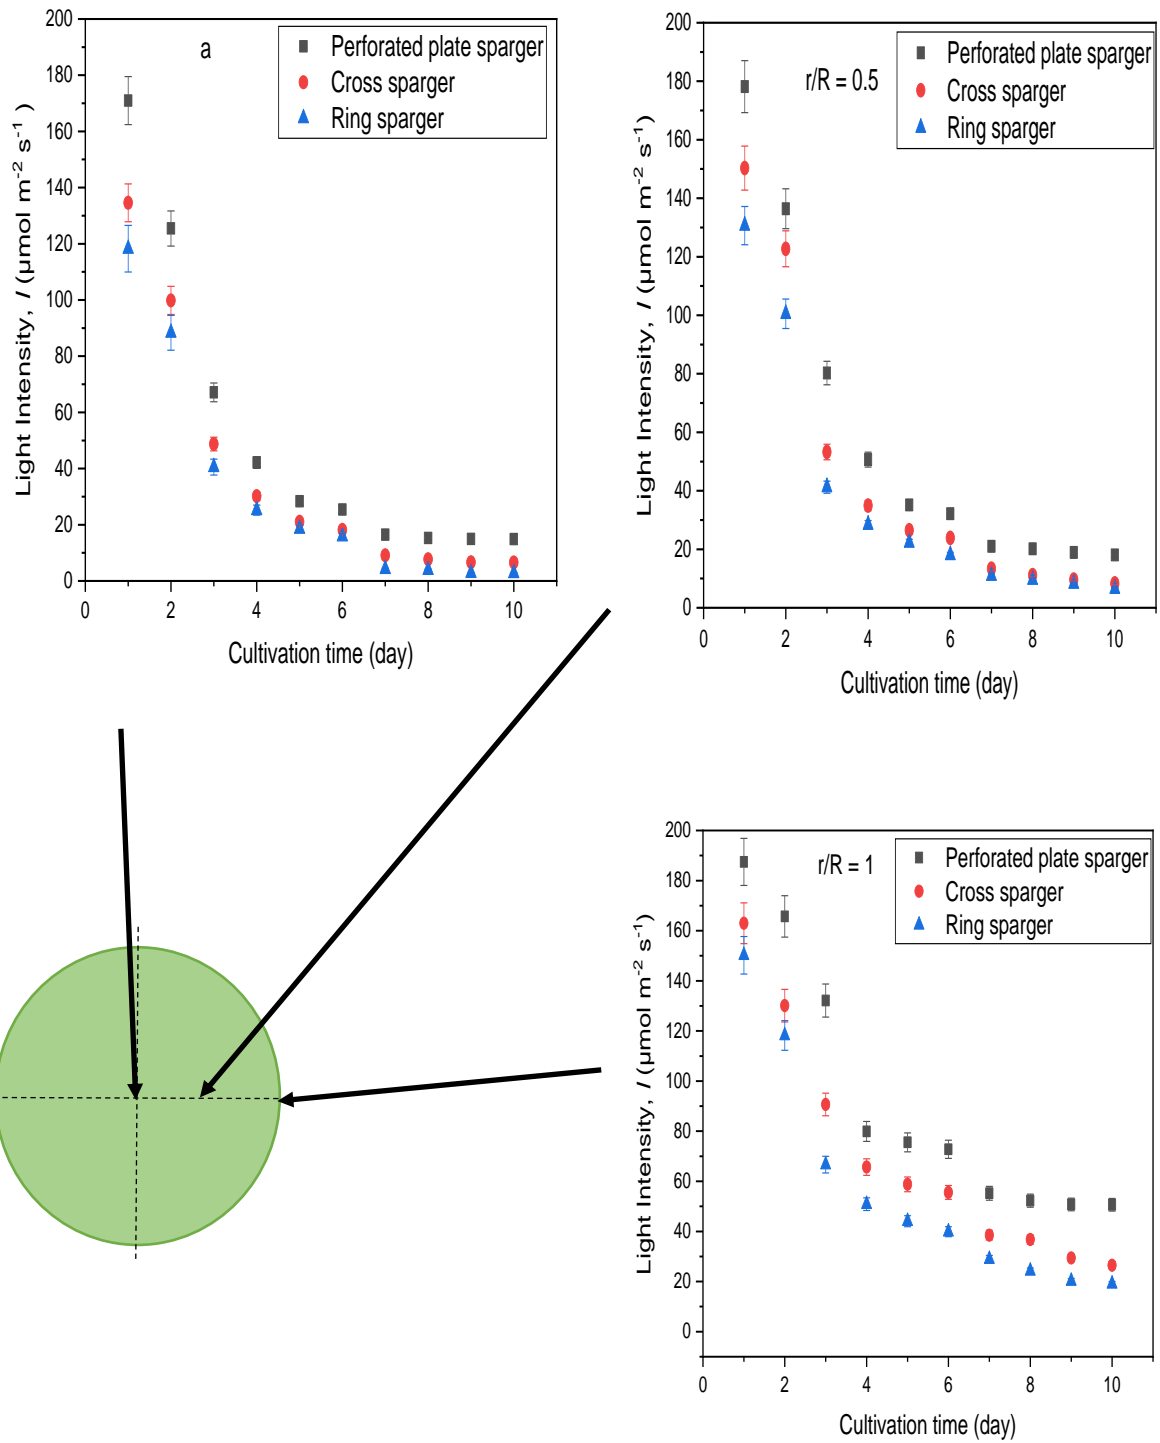 a
Perforated plate sparger
Cross sparger
Ring sparger
Light Intensity, I (μmol m⁻² s⁻¹)
200
180
160
140
120
100
80
60
40
20
0
0 2 4 6 8 10
Cultivation time (day)
r/R = 0.5
Perforated plate sparger
Cross sparger
Ring sparger
Light Intensity, I (μmol m⁻² s⁻¹)
200
180
160
140
120
100
80
60
40
20
0
0 2 4 6 8 10
Cultivation time (day)
r/R = 1
Perforated plate sparger
Cross sparger
Ring sparger
Light Intensity, I (μmol m⁻² s⁻¹)
200
180
160
140
120
100
80
60
40
20
0
0 2 4 6 8 10
Cultivation time (day)